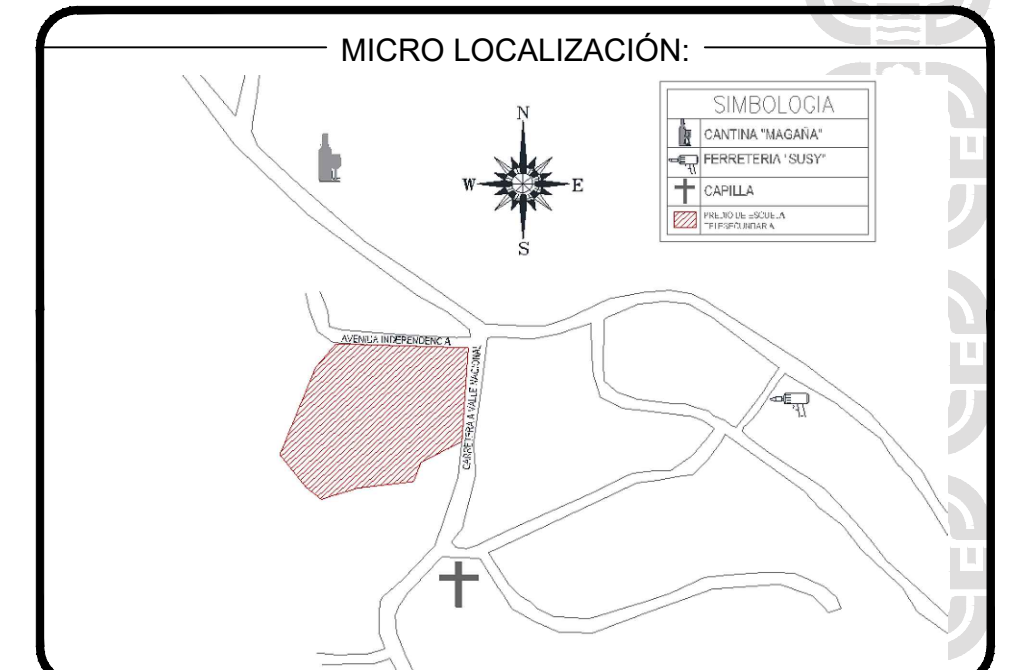 MICRO LOCALIZACIÓN:
SIMBOLOGIA
CANTINA "MAGAÑA"
FERRETERIA "SUSY"
CAPILLA
PREDIO DE ESCUELA
TELESECUNDARIA
N
W
E
S
AVENIDA INDEPENDENCIA
CARRETERA A VALLE NACIONAL